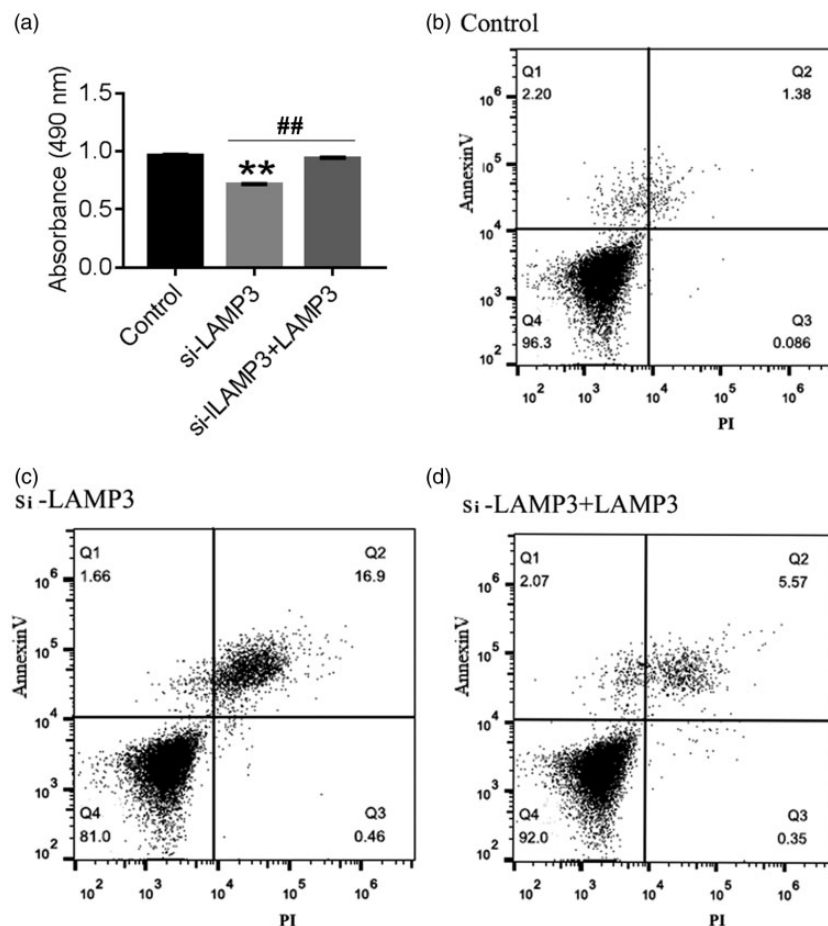 (a)
Absorbance (490 nm)
1.5
1.0
0.5
0.0
##
**
Control
si-LAMP3
si-lLAMP3+LAMP3
(b) Control
AnnexinV
10^6
10^5
10^4
10^3
10^2
Q1
2.20
Q2
1.38
Q4
96.3
Q3
0.086
10^2 10^3 10^4 10^5 10^6
PI
(c)
si -LAMP3
AnnexinV
10^6
10^5
10^4
10^3
10^2
Q1
1.66
Q2
16.9
Q4
81.0
Q3
0.46
10^2 10^3 10^4 10^5 10^6
PI
(d)
si -LAMP3+LAMP3
AnnexinV
10^6
10^5
10^4
10^3
10^2
Q1
2.07
Q2
5.57
Q4
92.0
Q3
0.35
10^2 10^3 10^4 10^5 10^6
PI